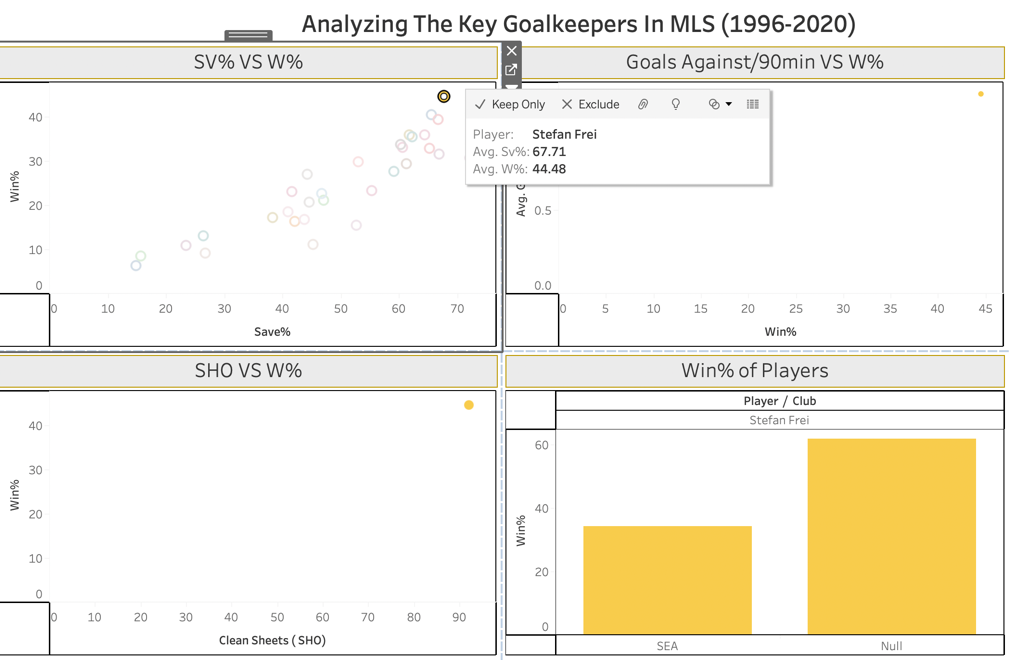 Analyzing The Key Goalkeepers In MLS (1996-2020)
SV% VS W%
40
30
20
10
0
Win%
0 10 20 30 40 50 60 70
Save%
Keep Only Exclude
Player: Stefan Frei
Avg. Sv%: 67.71
Avg. W%: 44.48
Goals Against/90min VS W%
Avg. G
0.5
0.0
0 5 10 15 20 25 30 35 40 45
Win%
SHO VS W%
40
30
20
10
0
Win%
0 10 20 30 40 50 60 70 80 90
Clean Sheets ( SHO)
Win% of Players
Player / Club
Stefan Frei
60
40
20
0
Win%
SEA Null